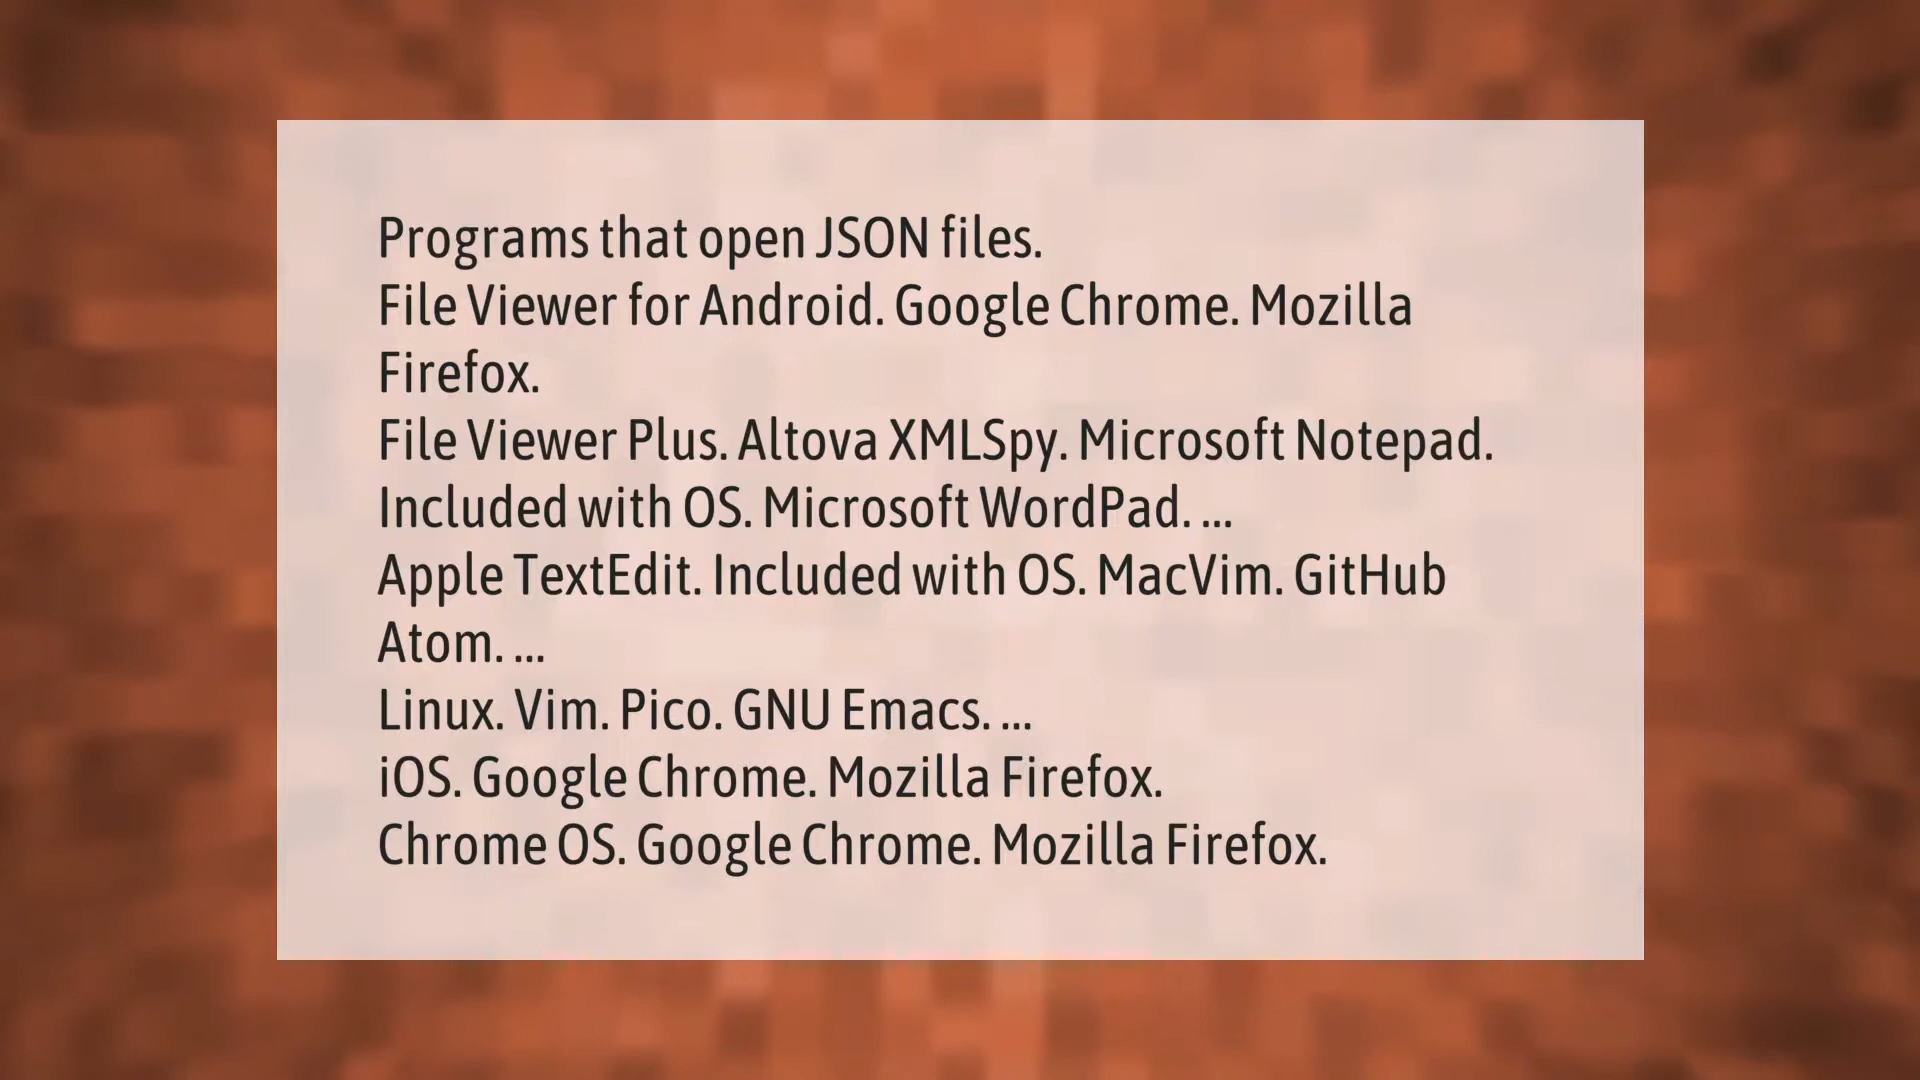 Programs that open JSON files.
File Viewer for Android. Google Chrome. Mozilla
Firefox.
File Viewer Plus. Altova XMLSpy. Microsoft Notepad.
Included with OS. Microsoft WordPad. ...
Apple TextEdit. Included with OS. MacVim. GitHub
Atom. ...
Linux. Vim. Pico. GNU Emacs. ...
iOS. Google Chrome. Mozilla Firefox.
Chrome OS. Google Chrome. Mozilla Firefox.